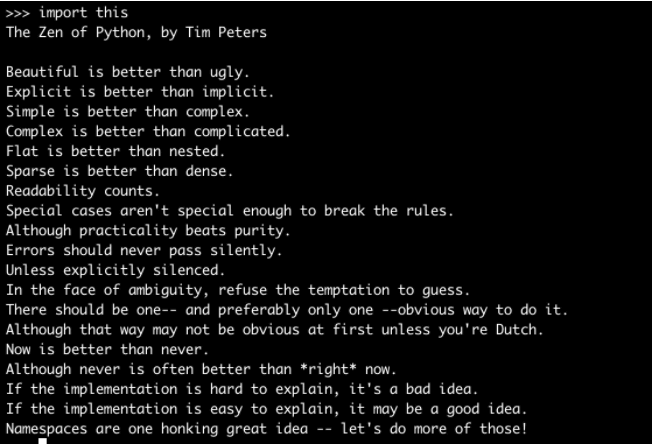 >>> import this
The Zen of Python, by Tim Peters

Beautiful is better than ugly.
Explicit is better than implicit.
Simple is better than complex.
Complex is better than complicated.
Flat is better than nested.
Sparse is better than dense.
Readability counts.
Special cases aren't special enough to break the rules.
Although practicality beats purity.
Errors should never pass silently.
Unless explicitly silenced.
In the face of ambiguity, refuse the temptation to guess.
There should be one-- and preferably only one --obvious way to do it.
Although that way may not be obvious at first unless you're Dutch.
Now is better than never.
Although never is often better than *right* now.
If the implementation is hard to explain, it's a bad idea.
If the implementation is easy to explain, it may be a good idea.
Namespaces are one honking great idea -- let's do more of those!